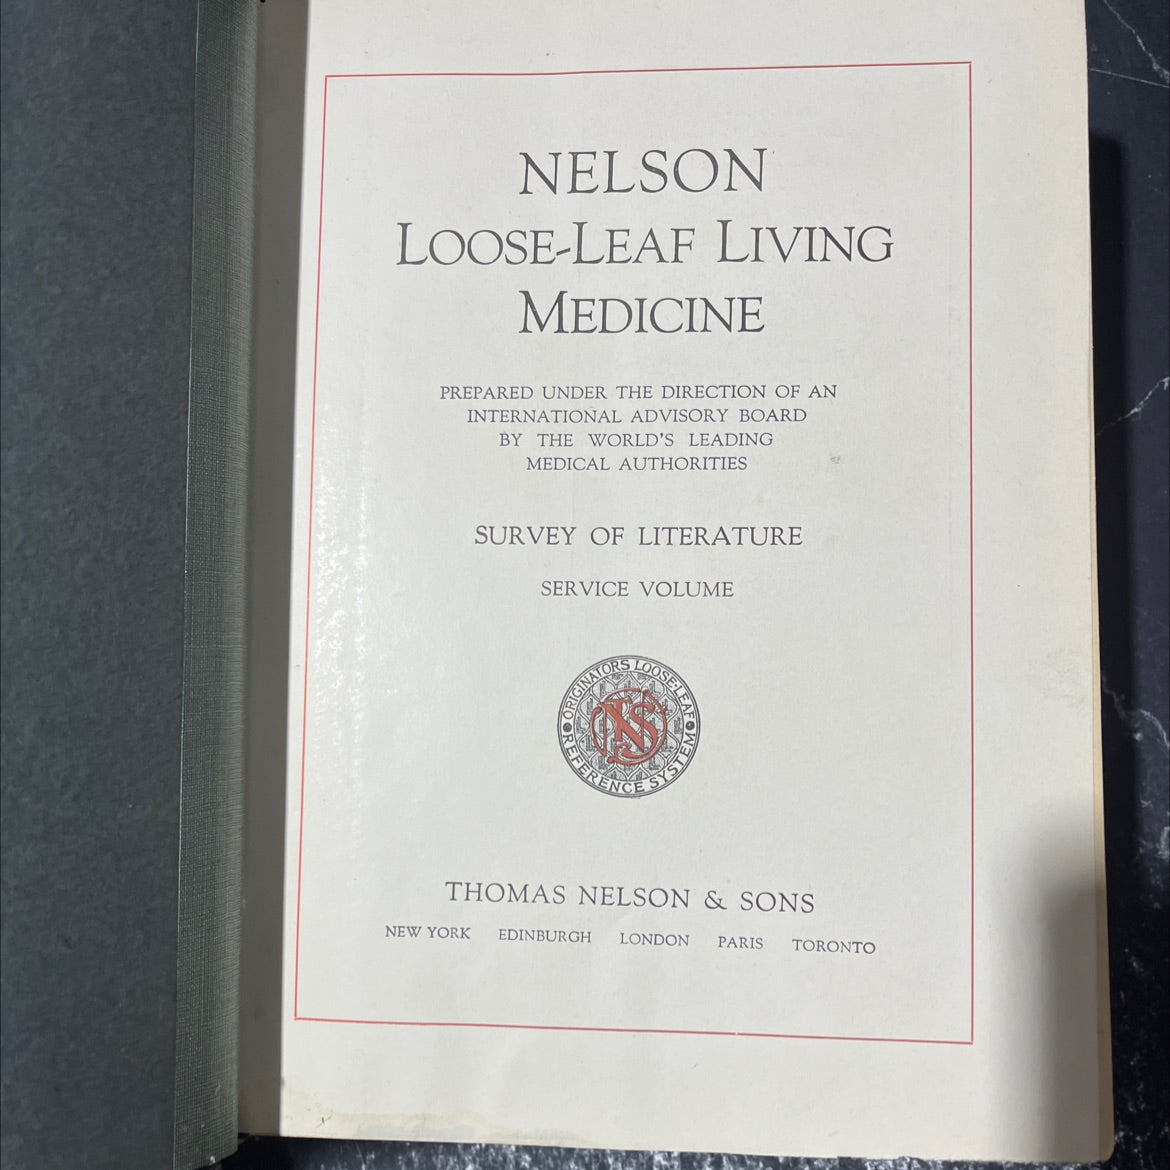 NELSON
LOOSE-LEAF LIVING
MEDICINE
PREPARED UNDER THE DIRECTION OF AN
INTERNATIONAL ADVISORY BOARD
BY THE WORLD'S LEADING
MEDICAL AUTHORITIES
SURVEY OF LITERATURE
SERVICE VOLUME
ORIGINATORS LOOSE-LEAF
REFERENCE SYSTEM
THOMAS NELSON & SONS
NEW YORK EDINBURGH LONDON PARIS TORONTO